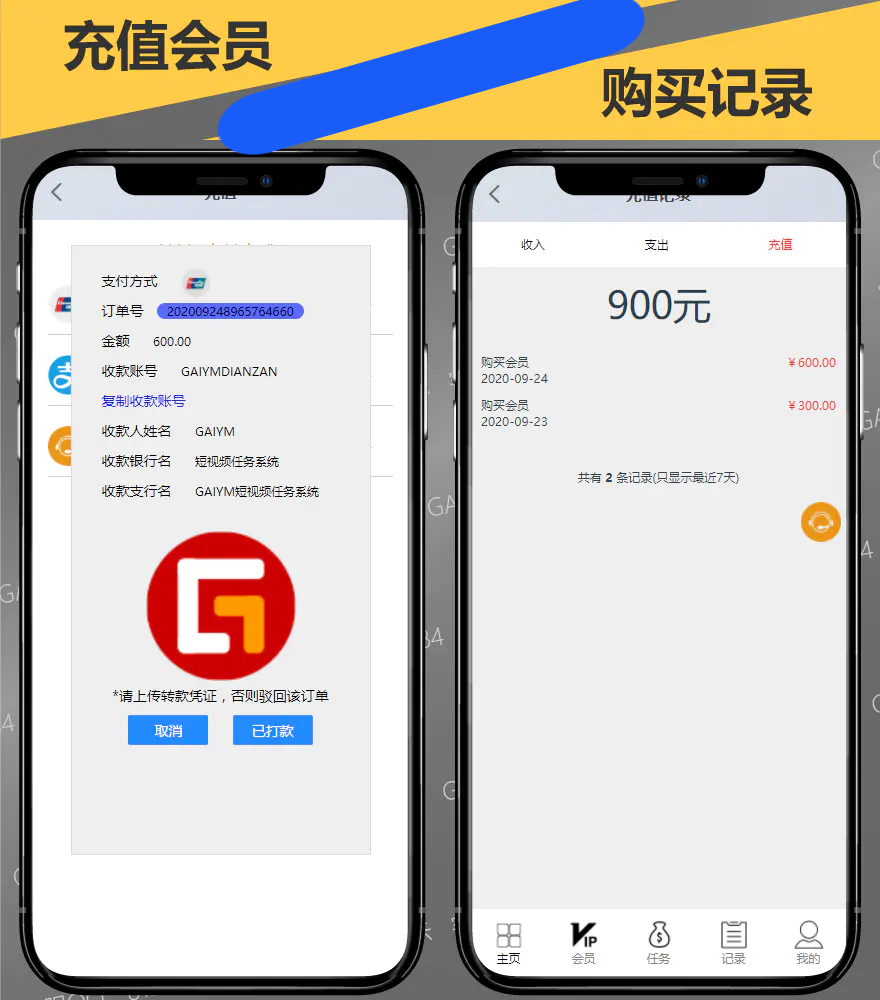 充值会员
购买记录
充值
支付方式
订单号 202009248965764660
金额 600.00
收款账号 GAIYMDIANZAN
复制收款账号
收款人姓名 GAIYM
收款银行名 短视频任务系统
收款支行名 GAIYM短视频任务系统
*请上传转款凭证，否则驳回该订单
取消 已打款
充值记录
收入 支出 充值
900元
购买会员 ￥600.00
2020-09-24
购买会员 ￥300.00
2020-09-23
共有 2 条记录(只显示最近7天)
VIP
主页 会员 任务 记录 我的